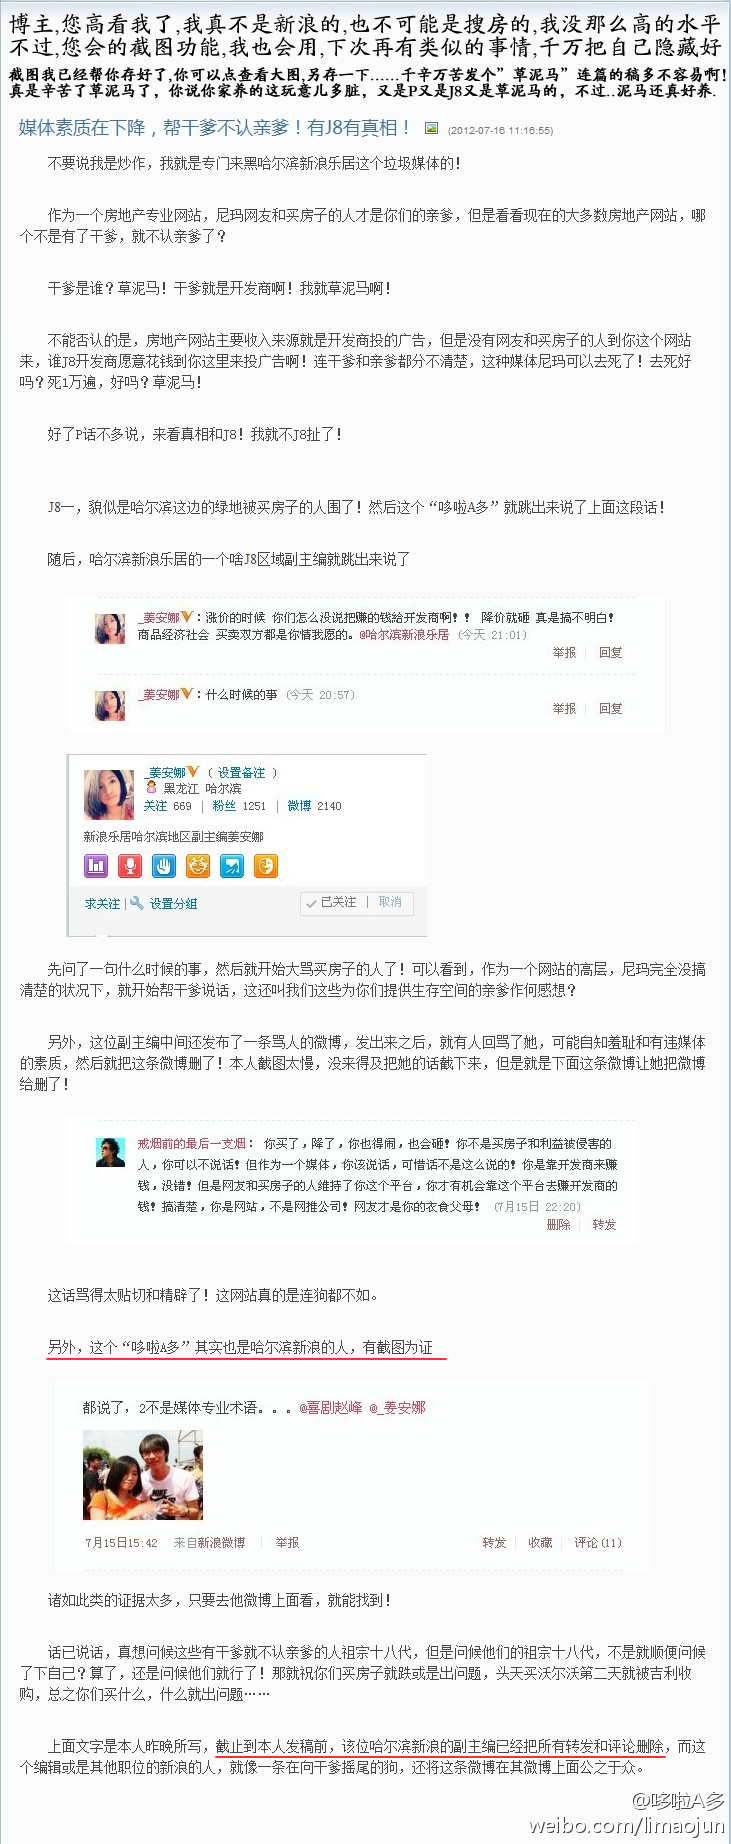 博主,您高看我了,我真不是新浪的,也不可能是搜房的,我没那么高的水平
不过,您会的截图功能,我也会用,下次再有类似的事情,千万把自己隐藏好
截图我已经帮你存好了,你可以点查看大图,另存一下......千辛万苦发个”草泥马”连篇的稿多不容易啊!
真是辛苦了草泥马了，你说你家养的这玩意儿多脏，又是P又是J8又是草泥马的，不过..泥马还真好养.
媒体素质在下降，帮干爹不认亲爹！有J8有真相！ (2012-07-16 11:16:55)
不要说我是炒作，我就是专门来黑哈尔滨新浪乐居这个垃圾媒体的！
作为一个房地产专业网站，尼玛网友和买房子的人才是你们的亲爹，但是看看现在的大多数房地产网站，哪
个不是有了干爹，就不认亲爹了？
干爹是谁？草泥马！干爹就是开发商啊！我就草泥马啊！
不能否认的是，房地产网站主要收入来源就是开发商投的广告，但是没有网友和买房子的人到你这个网站
来，谁J8开发商愿意花钱到你这里来投广告啊！连干爹和亲爹都分不清楚，这种媒体尼玛可以去死了！去死好
吗？死1万遍，好吗？草泥马！
好了P话不多说，来看真相和J8！我就不J8扯了！
J8一，貌似是哈尔滨这边的绿地被买房子的人围了！然后这个“哆啦A多”就跳出来说了上面这段话！
随后，哈尔滨新浪乐居的一个啥J8区域副主编就跳出来说了
_姜安娜：涨价的时候 你们怎么没说把赚的钱给开发商啊！！ 降价就砸 真是搞不明白！
商品经济社会 买卖双方都是你情我愿的。@哈尔滨新浪乐居 (今天 21:01)
举报 回复
_姜安娜：什么时候的事 (今天 20:57)
举报 回复
_姜安娜 ( 设置备注 )
黑龙江 哈尔滨
关注 669 | 粉丝 1251 | 微博 2140
新浪乐居哈尔滨地区副主编姜安娜
求关注 | 设置分组 已关注 | 取消
先问了一句什么时候的事，然后就开始大骂买房子的人了！可以看到，作为一个网站的高层，尼玛完全没搞
清楚的状况下，就开始帮干爹说话，这还叫我们这些为你们提供生存空间的亲爹作何感想？
另外，这位副主编中间还发布了一条骂人的微博，发出来之后，就有人回骂了她，可能自知羞耻和有违媒体
的素质，然后就把这条微博删了！本人截图太慢，没来得及把她的话截下来，但是就是下面这条微博让她把微博
给删了！
戒烟前的最后一支烟： 你买了，降了，你也得闹，也会砸！你不是买房子和利益被侵害的
人，你可以不说话！但作为一个媒体，你该说话，可惜话不是这么说的！你是靠开发商来赚
钱，没错！但是网友和买房子的人维持了你这个平台，你才有机会靠这个平台去赚开发商的
钱！搞清楚，你是网站，不是网推公司！网友才是你的衣食父母！ (7月15日 22:20)
删除 转发
这话骂得太贴切和精辟了！这网站真的是连狗都不如。
另外，这个“哆啦A多”其实也是哈尔滨新浪的人，有截图为证
都说了，2不是媒体专业术语。。。@喜剧赵峰 @_姜安娜
7月15日15:42 来自新浪微博 | 举报 转发 | 收藏 | 评论(11)
诸如此类的证据太多，只要去他微博上面看，就能找到！
话已说话，真想问候这些有干爹就不认亲爹的人祖宗十八代，但是问候他们的祖宗十八代，不是就顺便问候
了下自己？算了，还是问候他们就行了！那就祝你们买房子就跌或是出问题，头天买沃尔沃第二天就被吉利收
购，总之你们买什么，什么就出问题……
上面文字是本人昨晚所写，截止到本人发稿前，该位哈尔滨新浪的副主编已经把所有转发和评论删除，而这
个编辑或是其他职位的新浪的人，就像一条在向干爹摇尾的狗，还将这条微博在其微博上面公之于众。
@哆啦A多
weibo.com/limaojun